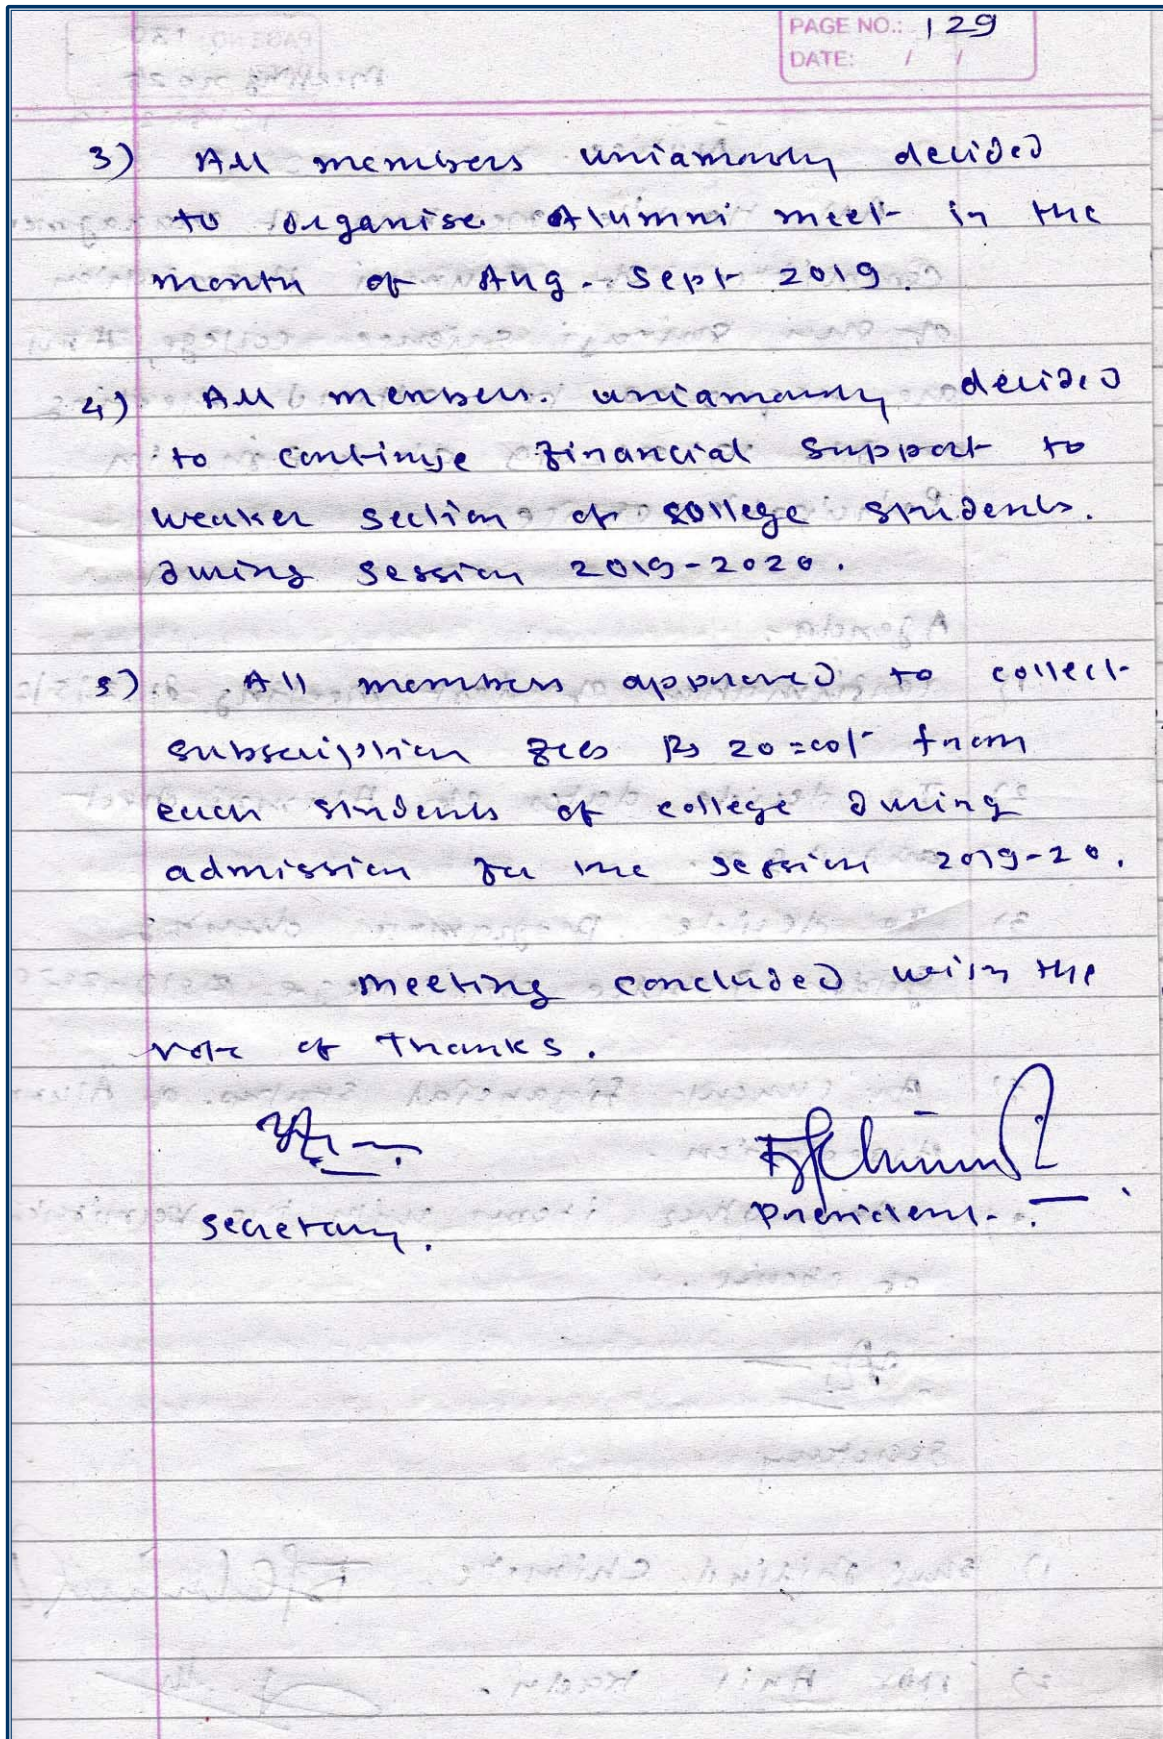 PAGE NO.: 129
DATE: / /
3) All members uniamously decided
to organise Alumni meet in the
month of Aug. Sept 2019.
4) All members. uniamously decided
to continue financial support to
weaker section of college students.
during session 2019-2020.
5) All members approved to collect
subscription fees Rs 20=00/- from
each students of college during
admission for the session 2019-20.
meeting concluded with the
vote of thanks.
secretary.
president.